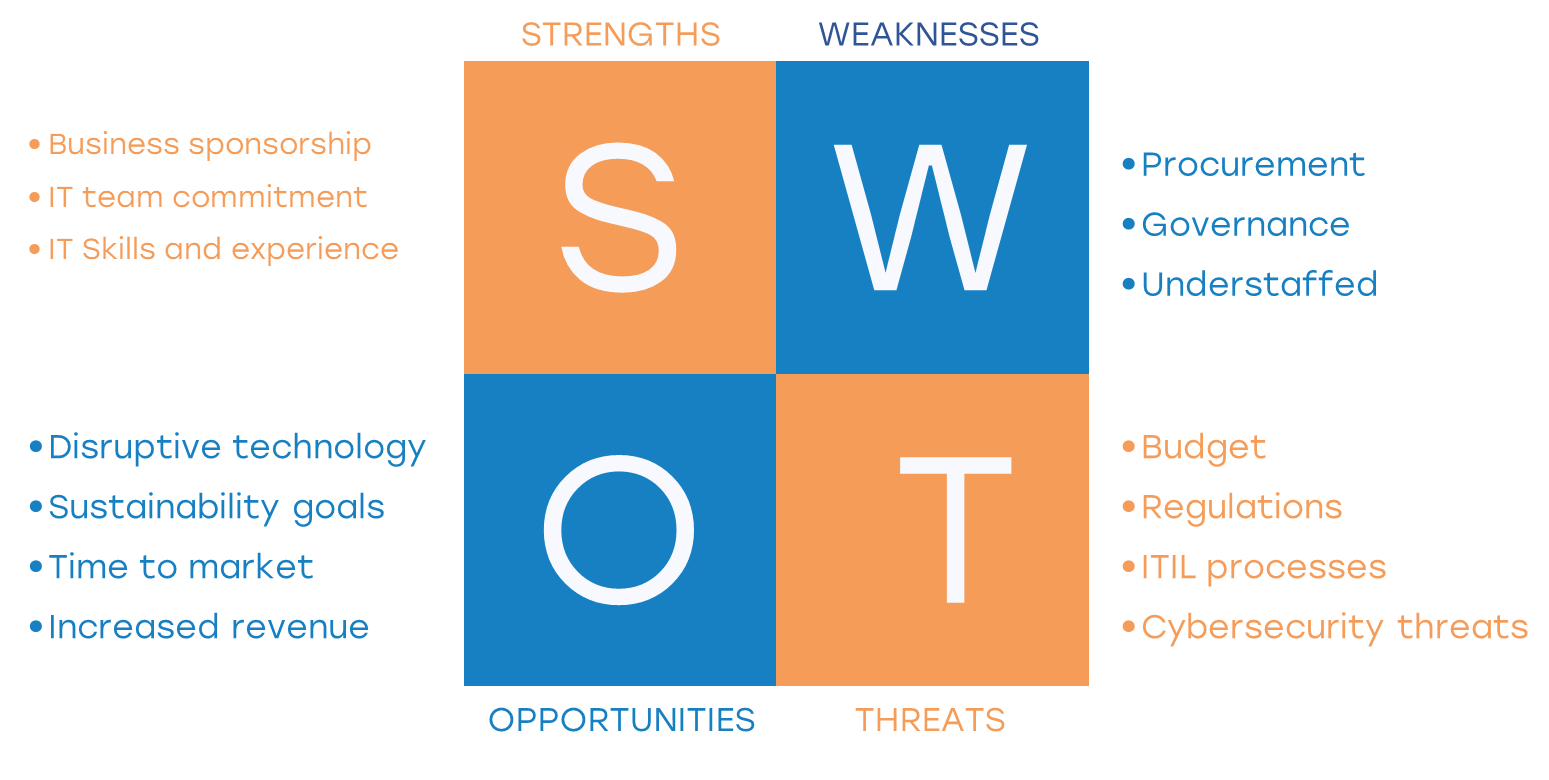 STRENGTHS
WEAKNESSES
• Business sponsorship
• IT team commitment
• IT Skills and experience
S
W
• Procurement
• Governance
• Understaffed
• Disruptive technology
• Sustainability goals
• Time to market
• Increased revenue
O
T
• Budget
• Regulations
• ITIL processes
• Cybersecurity threats
OPPORTUNITIES
THREATS